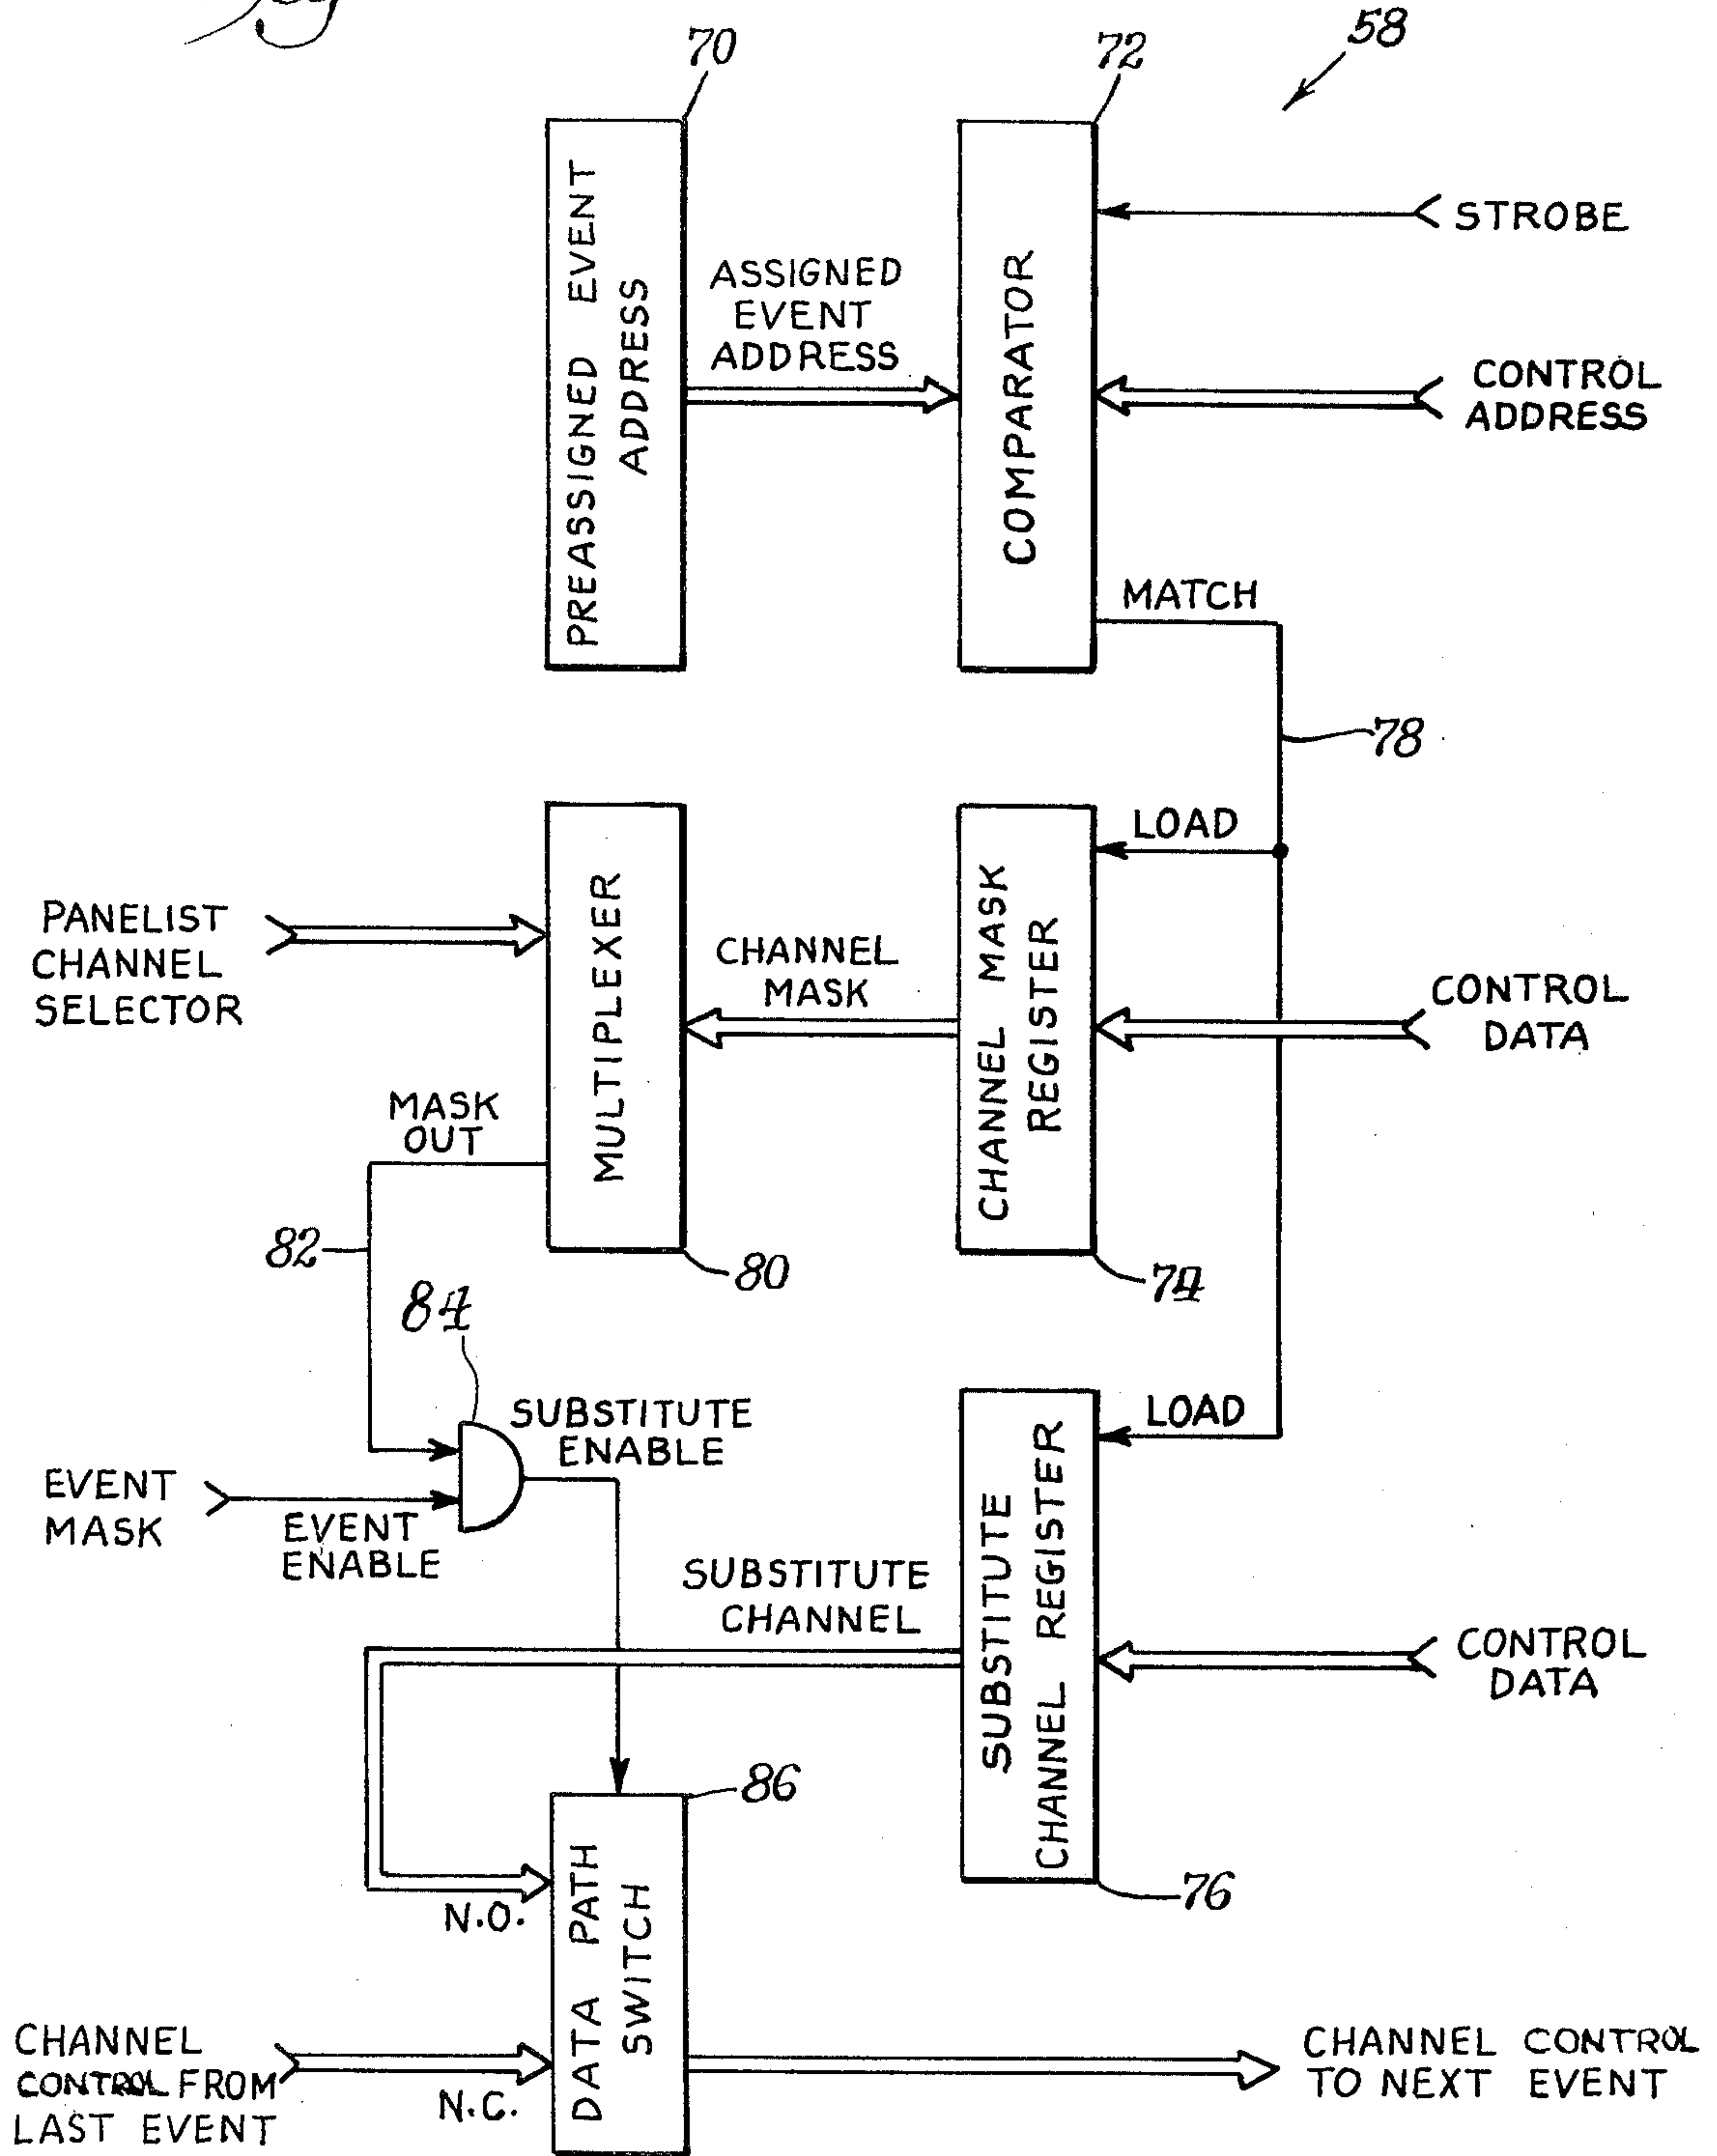 58
70
72
PREASSIGNED EVENT
ADDRESS
ASSIGNED
EVENT
ADDRESS
COMPARATOR
STROBE
CONTROL
ADDRESS
MATCH
78
LOAD
PANELIST
CHANNEL
SELECTOR
MULTIPLEXER
CHANNEL
MASK
CHANNEL MASK
REGISTER
CONTROL
DATA
MASK
OUT
82
80
74
84
SUBSTITUTE
ENABLE
LOAD
EVENT
MASK
EVENT
ENABLE
SUBSTITUTE
CHANNEL
SUBSTITUTE
CHANNEL REGISTER
CONTROL
DATA
86
76
N.O.
DATA PATH
SWITCH
CHANNEL
CONTROL FROM
LAST EVENT
N.C.
CHANNEL CONTROL
TO NEXT EVENT